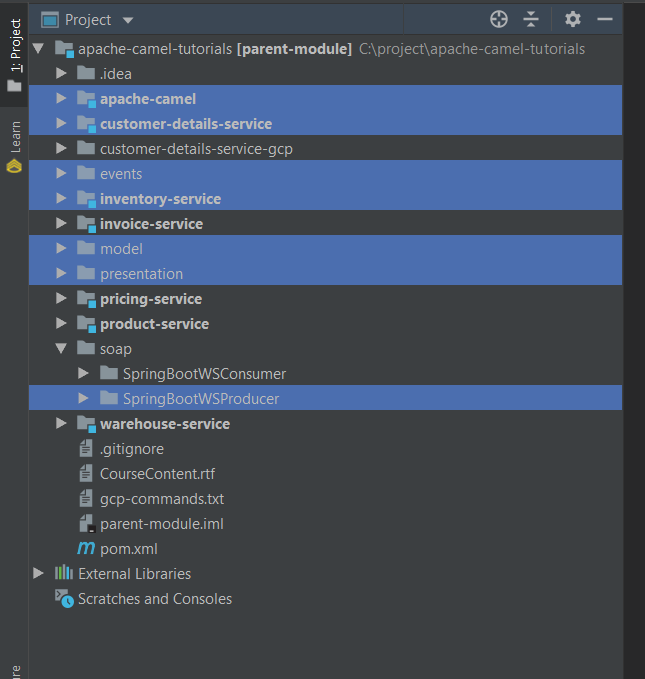 Project
1: Project
Learn
apache-camel-tutorials [parent-module] C:\project\apache-camel-tutorials
.idea
apache-camel
customer-details-service
customer-details-service-gcp
events
inventory-service
invoice-service
model
presentation
pricing-service
product-service
soap
SpringBootWSConsumer
SpringBootWSProducer
warehouse-service
.gitignore
CourseContent.rtf
gcp-commands.txt
parent-module.iml
m pom.xml
External Libraries
Scratches and Consoles